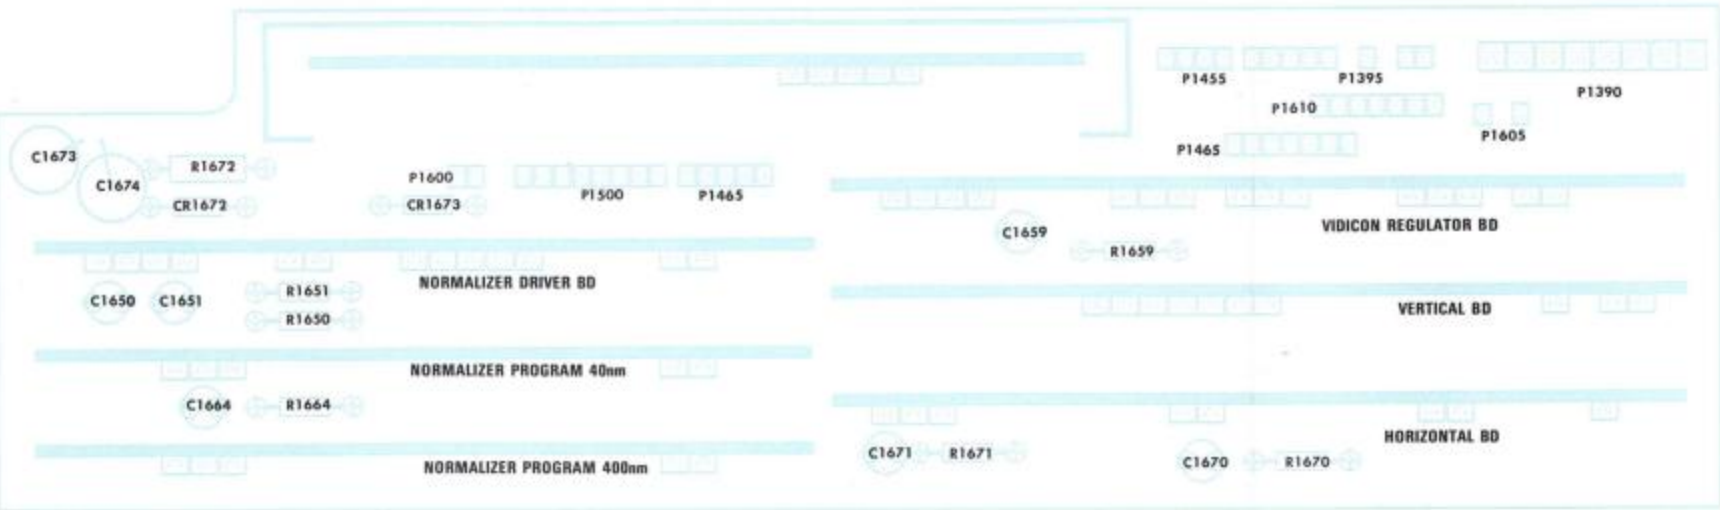 P1455
P1395
P1390
P1610
P1605
P1465
C1673
C1674
R1672
CR1672
P1600
CR1673
P1500
P1465
VIDICON REGULATOR BD
C1659
R1659
NORMALIZER DRIVER BD
C1650
C1651
R1651
R1650
VERTICAL BD
NORMALIZER PROGRAM 40nm
C1664
R1664
HORIZONTAL BD
NORMALIZER PROGRAM 400nm
C1671
R1671
C1670
R1670